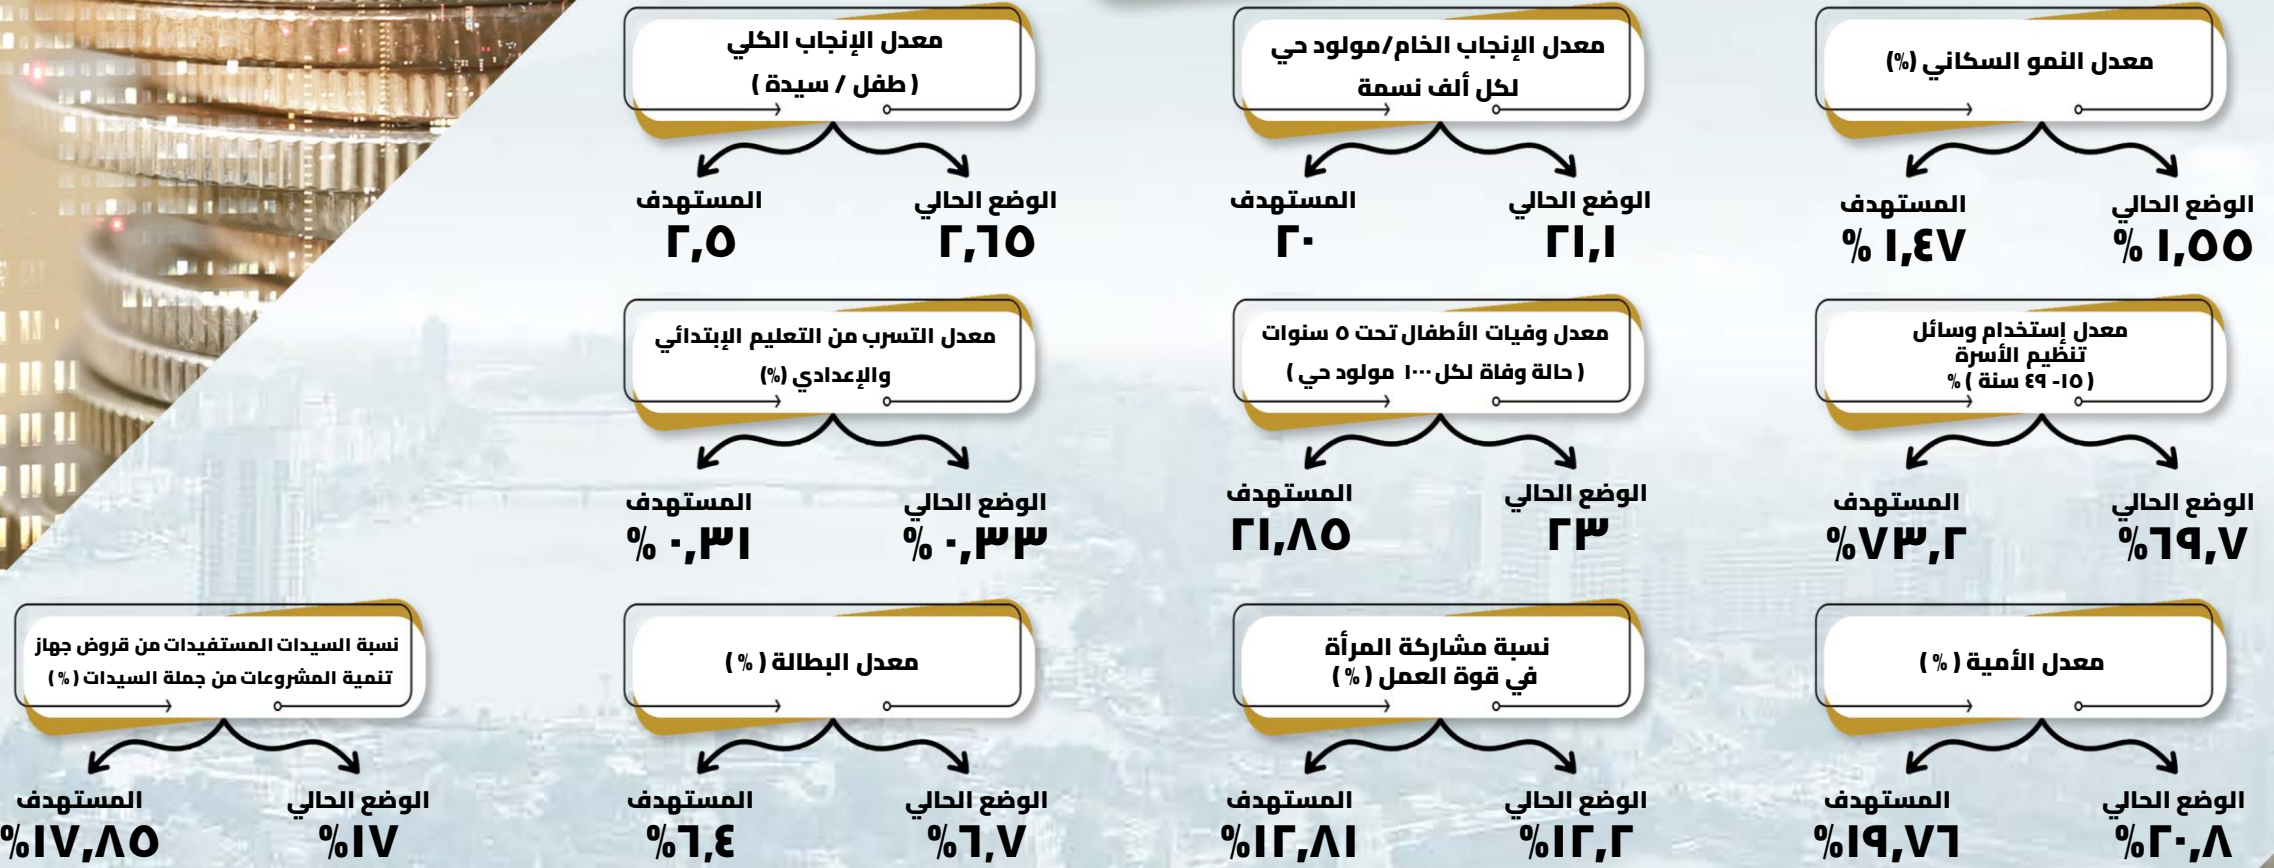 معدل النمو السكاني (%)
الوضع الحالي
١,٥٥ %
المستهدف
١,٤٧ %
معدل الإنجاب الخام/مولود حي
لكل ألف نسمة
الوضع الحالي
٢١,١
المستهدف
٢٠
معدل الإنجاب الكلي
( طفل / سيدة )
الوضع الحالي
٢,٦٥
المستهدف
٢,٥
معدل إستخدام وسائل
تنظيم الأسرة
( ١٥- ٤٩ سنة ) %
الوضع الحالي
٦٩,٧%
المستهدف
٧٣,٢%
معدل وفيات الأطفال تحت ٥ سنوات
( حالة وفاة لكل ١٠٠٠ مولود حي )
الوضع الحالي
٢٣
المستهدف
٢١,٨٥
معدل التسرب من التعليم الإبتدائي
والإعدادي (%)
الوضع الحالي
٠,٣٣ %
المستهدف
٠,٣١ %
معدل الأمية ( % )
الوضع الحالي
٢٠,٨%
المستهدف
١٩,٧٦%
نسبة مشاركة المرأة
في قوة العمل ( % )
الوضع الحالي
١٢,٢%
المستهدف
١٢,٨١%
معدل البطالة ( % )
الوضع الحالي
٦,٧%
المستهدف
٦,٤%
نسبة السيدات المستفيدات من قروض جهاز
تنمية المشروعات من جملة السيدات ( % )
الوضع الحالي
١٧%
المستهدف
١٧,٨٥%